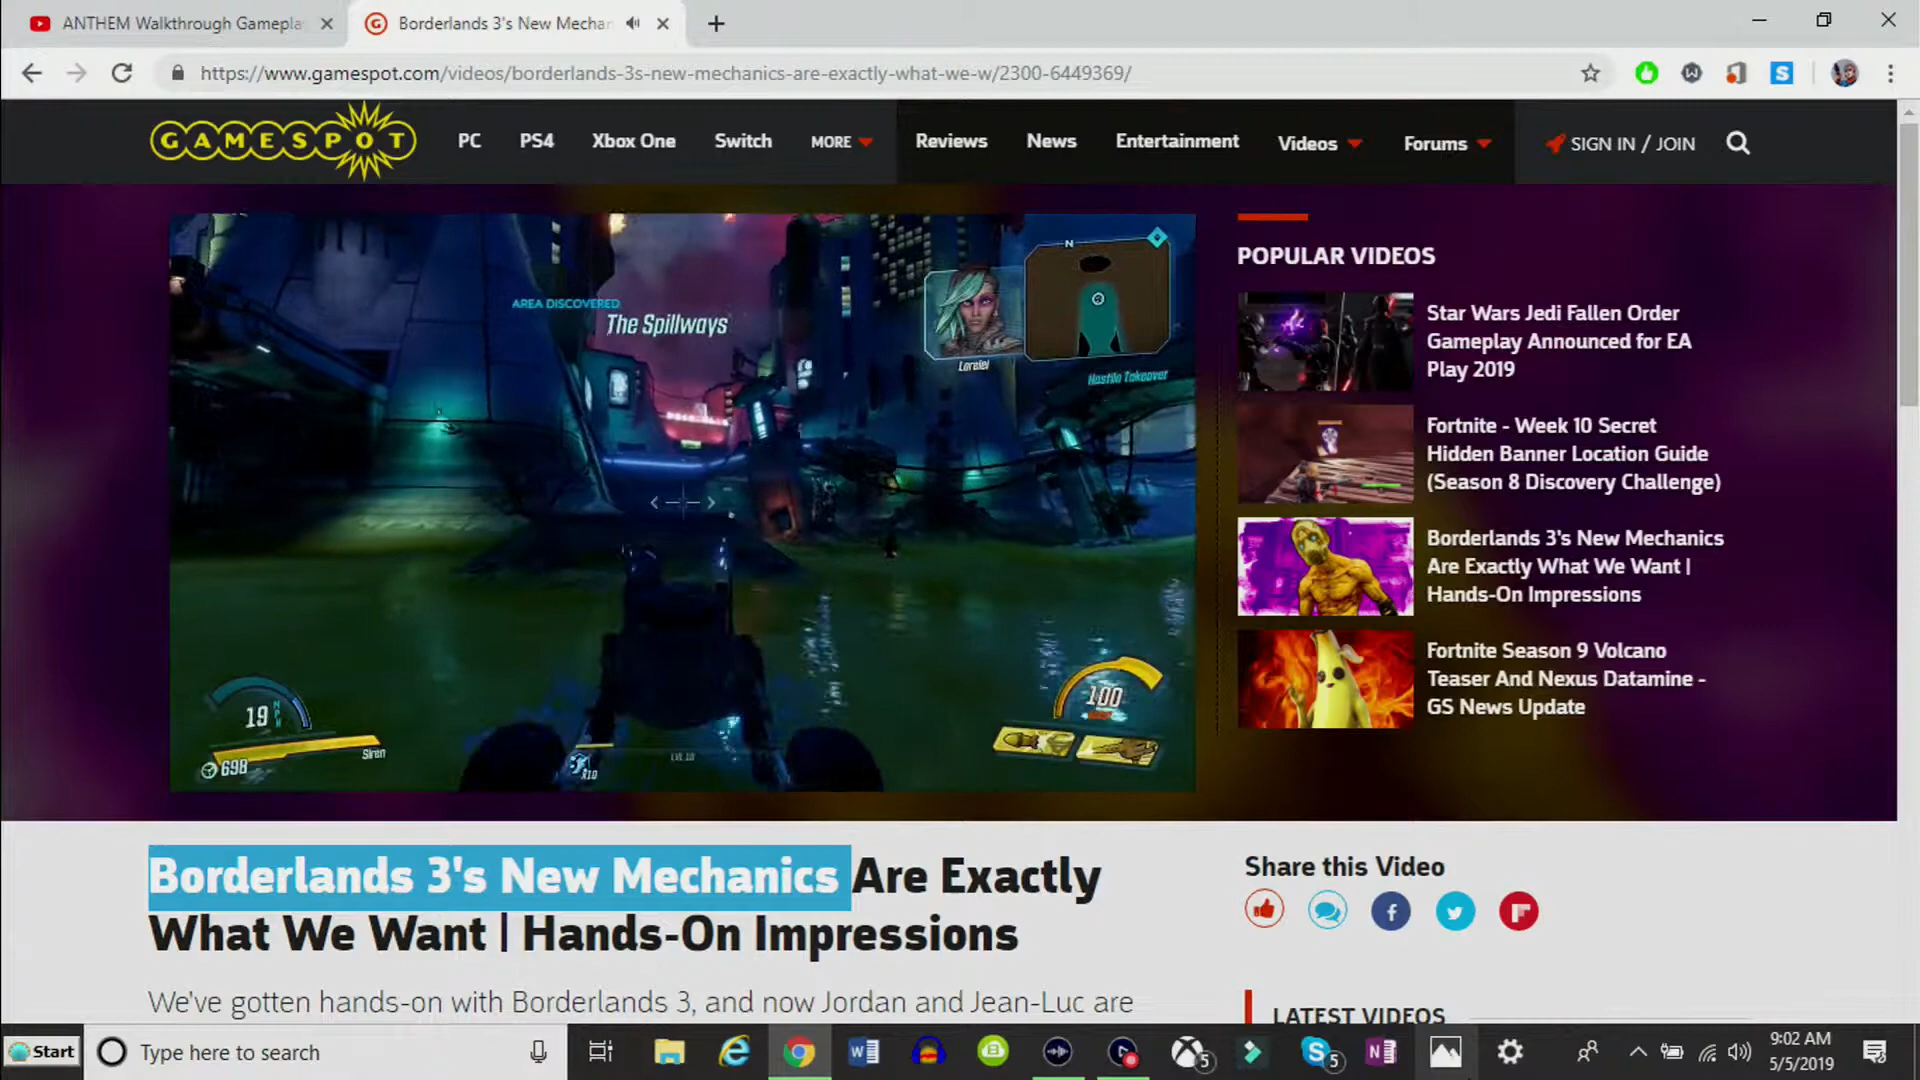 ANTHEM Walkthrough Gamepla
Borderlands 3's New Mechan
https://www.gamespot.com/videos/borderlands-3s-new-mechanics-are-exactly-what-we-w/2300-6449369/
GAMESPOT
PC
PS4
Xbox One
Switch
MORE
Reviews
News
Entertainment
Videos
Forums
SIGN IN / JOIN
AREA DISCOVERED
The Spillways
N
Lorelei
Hostile Takeover
19 MPH
Siren
698
X10
LVL 10
100
POPULAR VIDEOS
Star Wars Jedi Fallen Order
Gameplay Announced for EA
Play 2019
Fortnite - Week 10 Secret
Hidden Banner Location Guide
(Season 8 Discovery Challenge)
Borderlands 3's New Mechanics
Are Exactly What We Want |
Hands-On Impressions
Fortnite Season 9 Volcano
Teaser And Nexus Datamine -
GS News Update
Borderlands 3's New Mechanics Are Exactly
What We Want | Hands-On Impressions
We've gotten hands-on with Borderlands 3, and now Jordan and Jean-Luc are
Share this Video
LATEST VIDEOS
Start
Type here to search
5
5
9:02 AM
5/5/2019